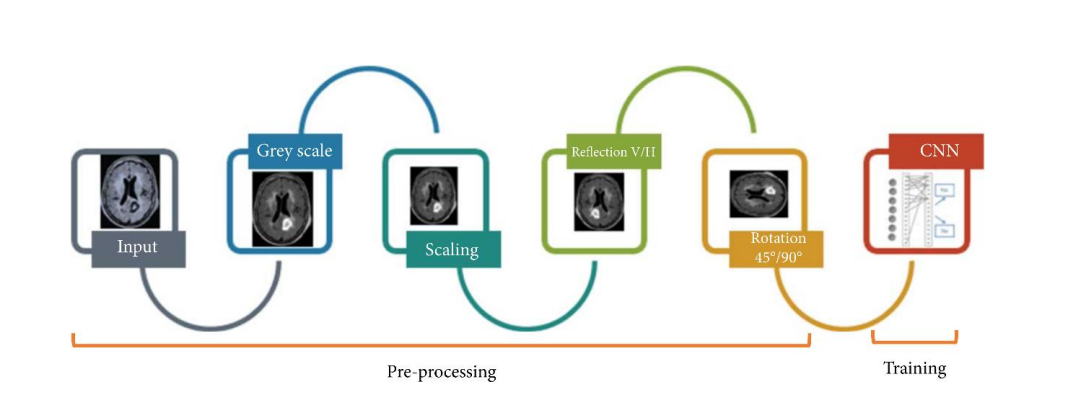 Input
Grey scale
Scaling
Reflection V/H
Rotation
45°/90°
CNN
Pre-processing
Training